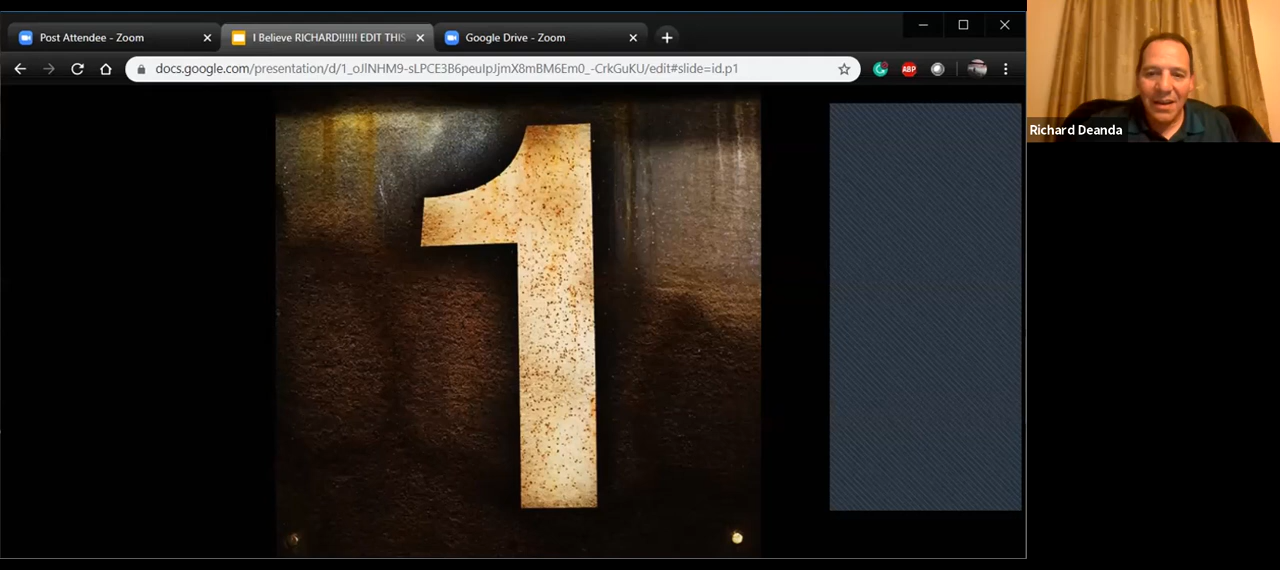 Post Attendee - Zoom
I Believe RICHARD!!!!!! EDIT THIS
Google Drive - Zoom
docs.google.com/presentation/d/1_oJlNHM9-sLPCE3B6peuIpJjmX8mBM6Em0_-CrkGuKU/edit#slide=id.p1
ABP
Richard Deanda
1